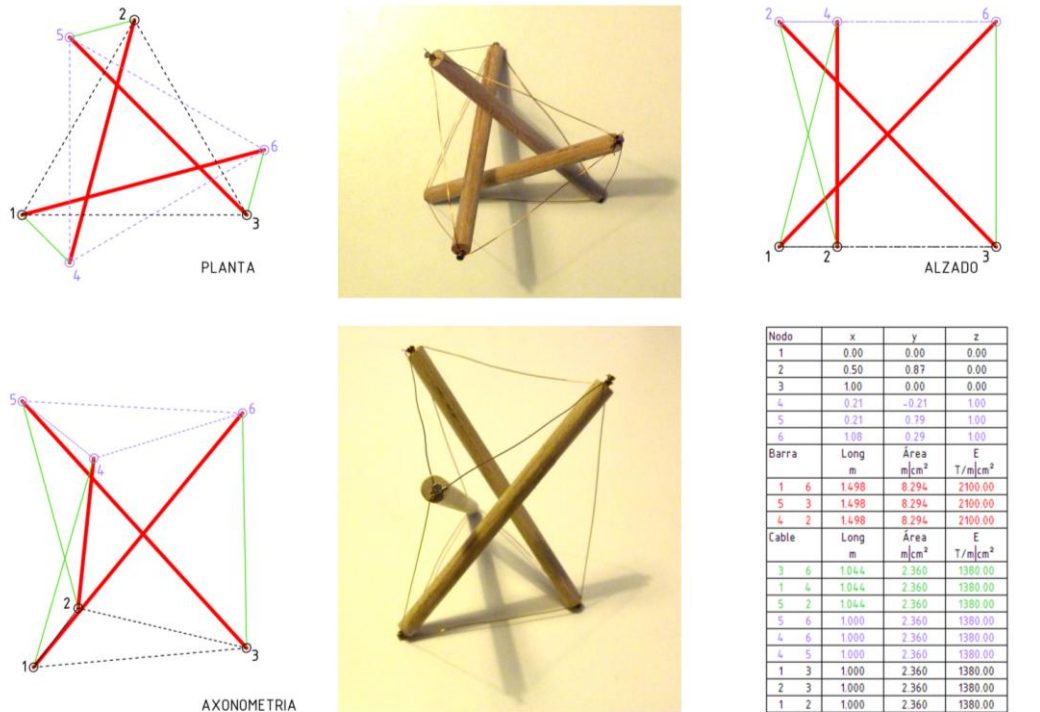 2
5
6
1
3
4
PLANTA
2 4 6
1 2 3
ALZADO
5
6
4
2
1
3
AXONOMETRIA
Nodo x y z
1 0.00 0.00 0.00
2 0.50 0.87 0.00
3 1.00 0.00 0.00
4 0.21 -0.21 1.00
5 0.21 0.79 1.00
6 1.08 0.29 1.00
Barra Long Área E
m m|cm² T/m|cm²
1 6 1.498 8.294 2100.00
5 3 1.498 8.294 2100.00
4 2 1.498 8.294 2100.00
Cable Long Área E
m m|cm² T/m|cm²
3 6 1.044 2.360 1380.00
1 4 1.044 2.360 1380.00
5 2 1.044 2.360 1380.00
5 6 1.000 2.360 1380.00
4 6 1.000 2.360 1380.00
4 5 1.000 2.360 1380.00
1 3 1.000 2.360 1380.00
2 3 1.000 2.360 1380.00
1 2 1.000 2.360 1380.00